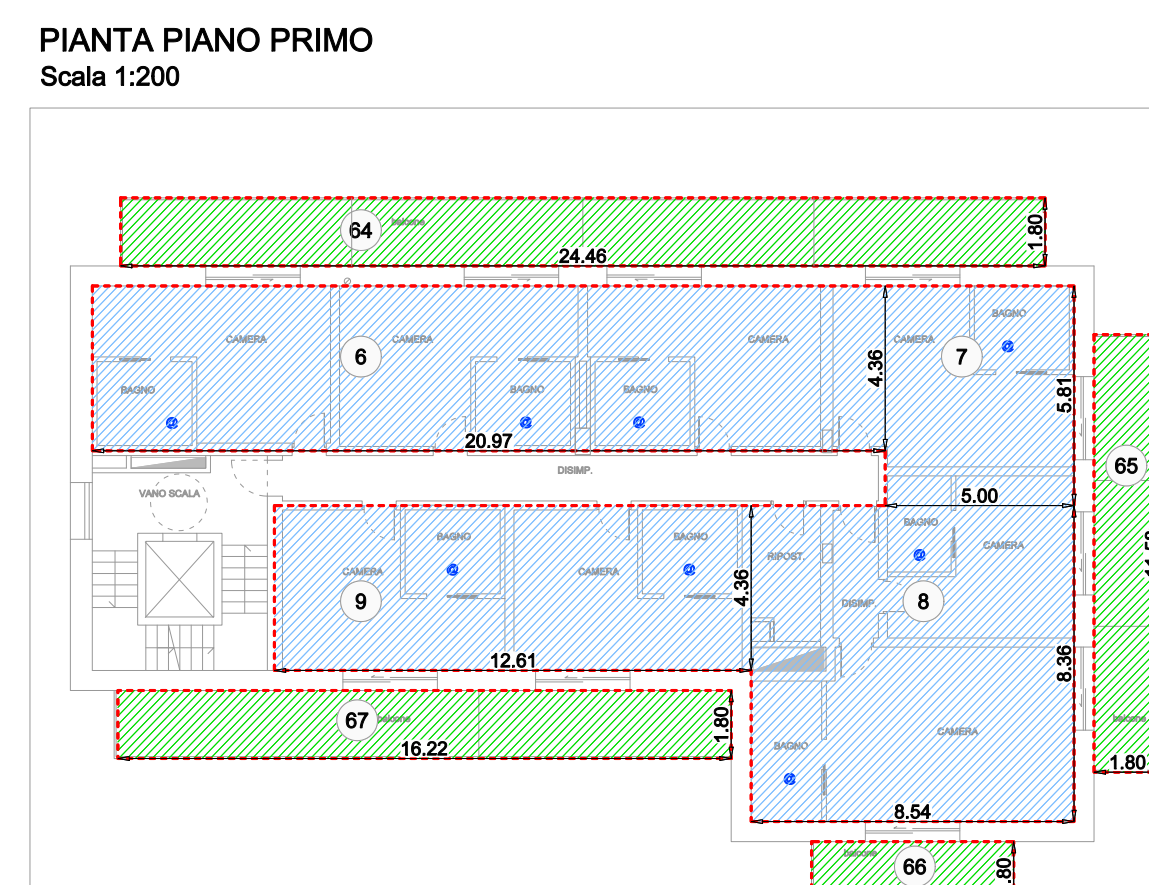 PIANTA PIANO PRIMO
Scala 1:200
64
balcone
1.80
24.46
BAGNO
CAMERA
CAMERA
CAMERA
CAMERA
6
7
4.36
5.81
BAGNO
BAGNO
BAGNO
20.97
DISIMP.
65
VANO SCALA
5.00
BAGNO
BAGNO
BAGNO
CAMERA
RIPOST.
CAMERA
CAMERA
4.36
9
8
DISIMP.
12.61
8.36
67
balcone
1.80
balcone
16.22
CAMERA
BAGNO
1.80
8.54
balcone
66
.80